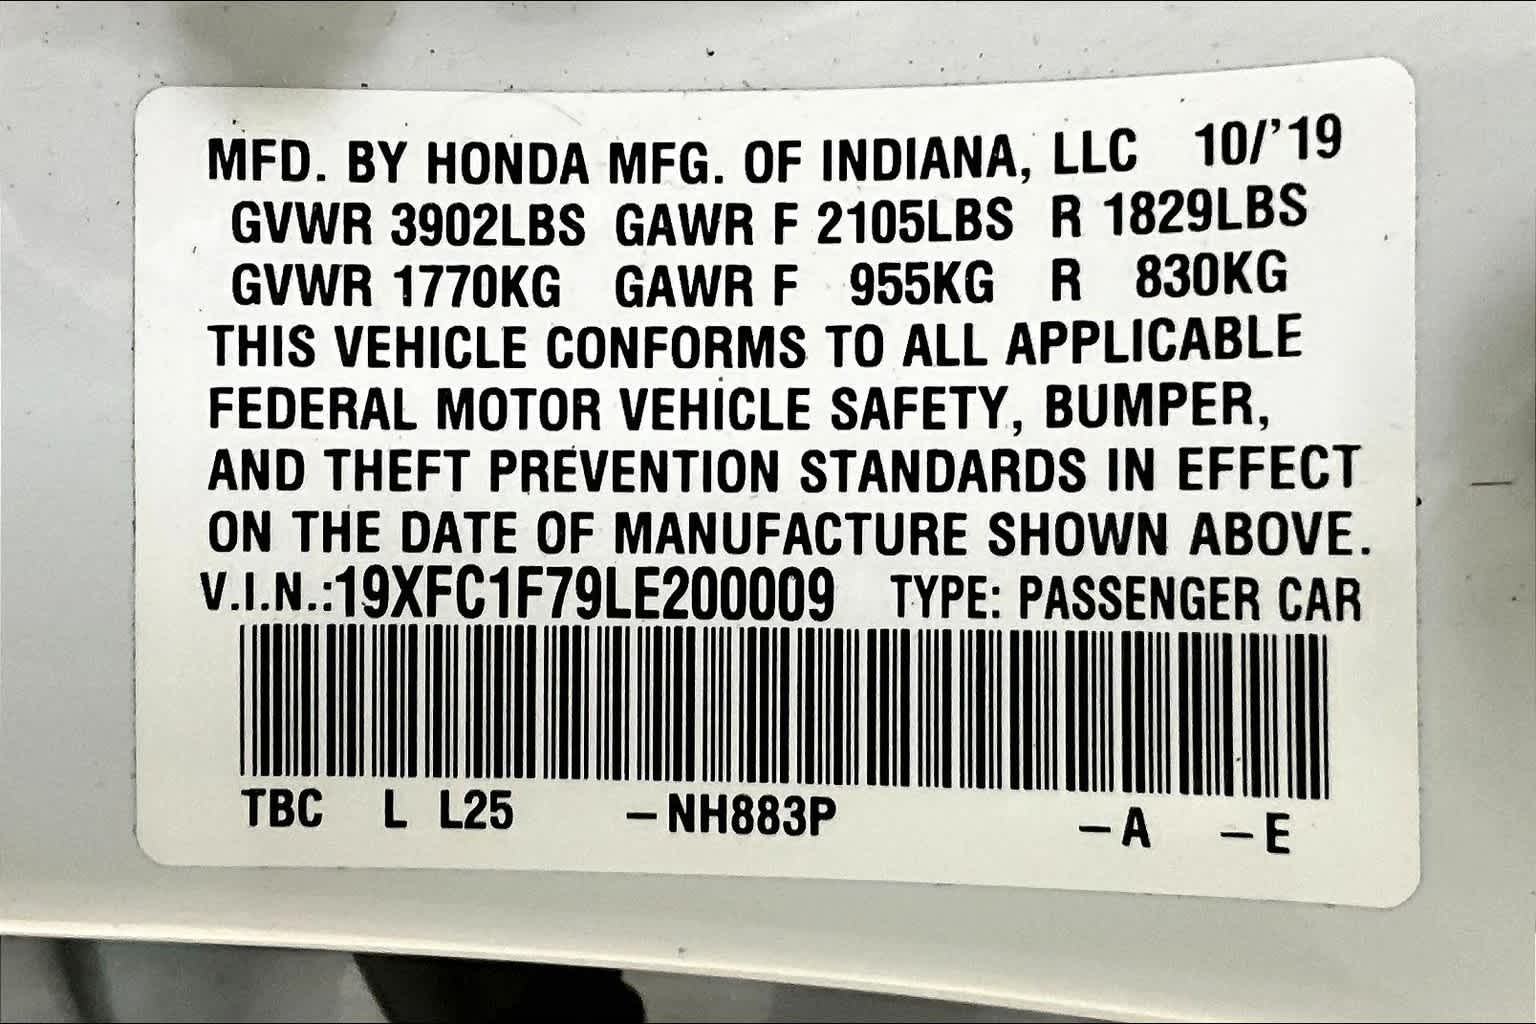 MFD. BY HONDA MFG. OF INDIANA, LLC 10/'19
GVWR 3902LBS GAWR F 2105LBS R 1829LBS
GVWR 1770KG GAWR F 955KG R 830KG
THIS VEHICLE CONFORMS TO ALL APPLICABLE
FEDERAL MOTOR VEHICLE SAFETY, BUMPER,
AND THEFT PREVENTION STANDARDS IN EFFECT
ON THE DATE OF MANUFACTURE SHOWN ABOVE.
V.I.N.:19XFC1F79LE200009 TYPE: PASSENGER CAR
TBC L L25 –NH883P –A –E